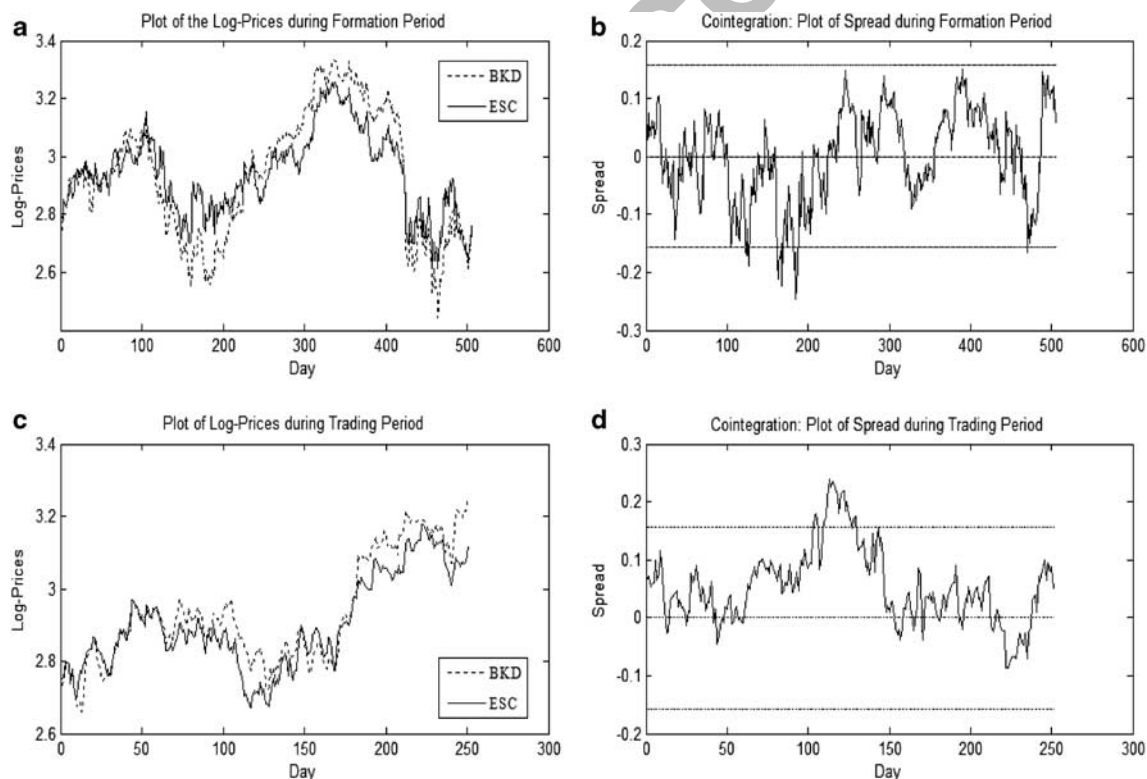 a
Plot of the Log-Prices during Formation Period
3.4
3.2
3
2.8
2.6
Log-Prices
BKD
ESC
0 100 200 300 400 500 600
Day
b
Cointegration: Plot of Spread during Formation Period
0.2
0.1
0
-0.1
-0.2
-0.3
Spread
0 100 200 300 400 500 600
Day
c
Plot of Log-Prices during Trading Period
3.4
3.2
3
2.8
2.6
Log-Prices
BKD
ESC
0 50 100 150 200 250 300
Day
d
Cointegration: Plot of Spread during Trading Period
0.3
0.2
0.1
0
-0.1
-0.2
Spread
0 50 100 150 200 250 300
Day